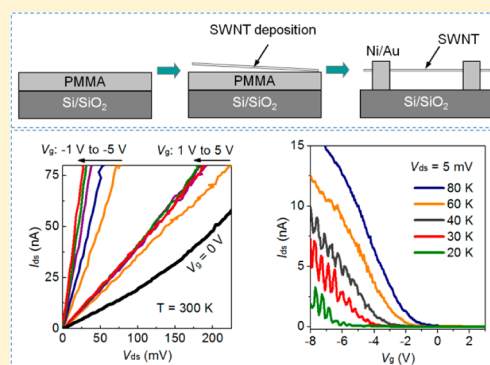 SWNT deposition
Ni/Au
SWNT
PMMA
PMMA
Si/SiO2
Si/SiO2
Si/SiO2
Vg: -1 V to -5 V
Vg: 1 V to 5 V
75
50
25
0
Ids (nA)
Vg = 0 V
T = 300 K
0
50
100
150
200
Vds (mV)
15
10
5
0
Ids (nA)
Vds = 5 mV
80 K
60 K
40 K
30 K
20 K
-8
-6
-4
-2
0
2
Vg (V)